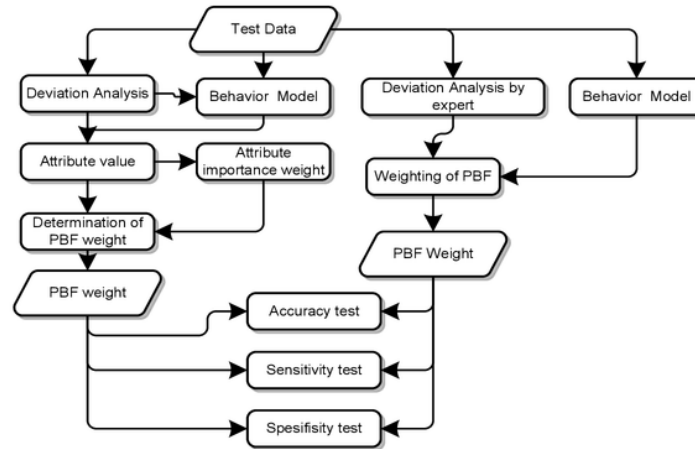 Test Data
Deviation Analysis
Behavior Model
Deviation Analysis by
expert
Behavior Model
Attribute value
Attribute
importance weight
Weighting of PBF
Determination of
PBF weight
PBF Weight
PBF weight
Accuracy test
Sensitivity test
Spesifisity test